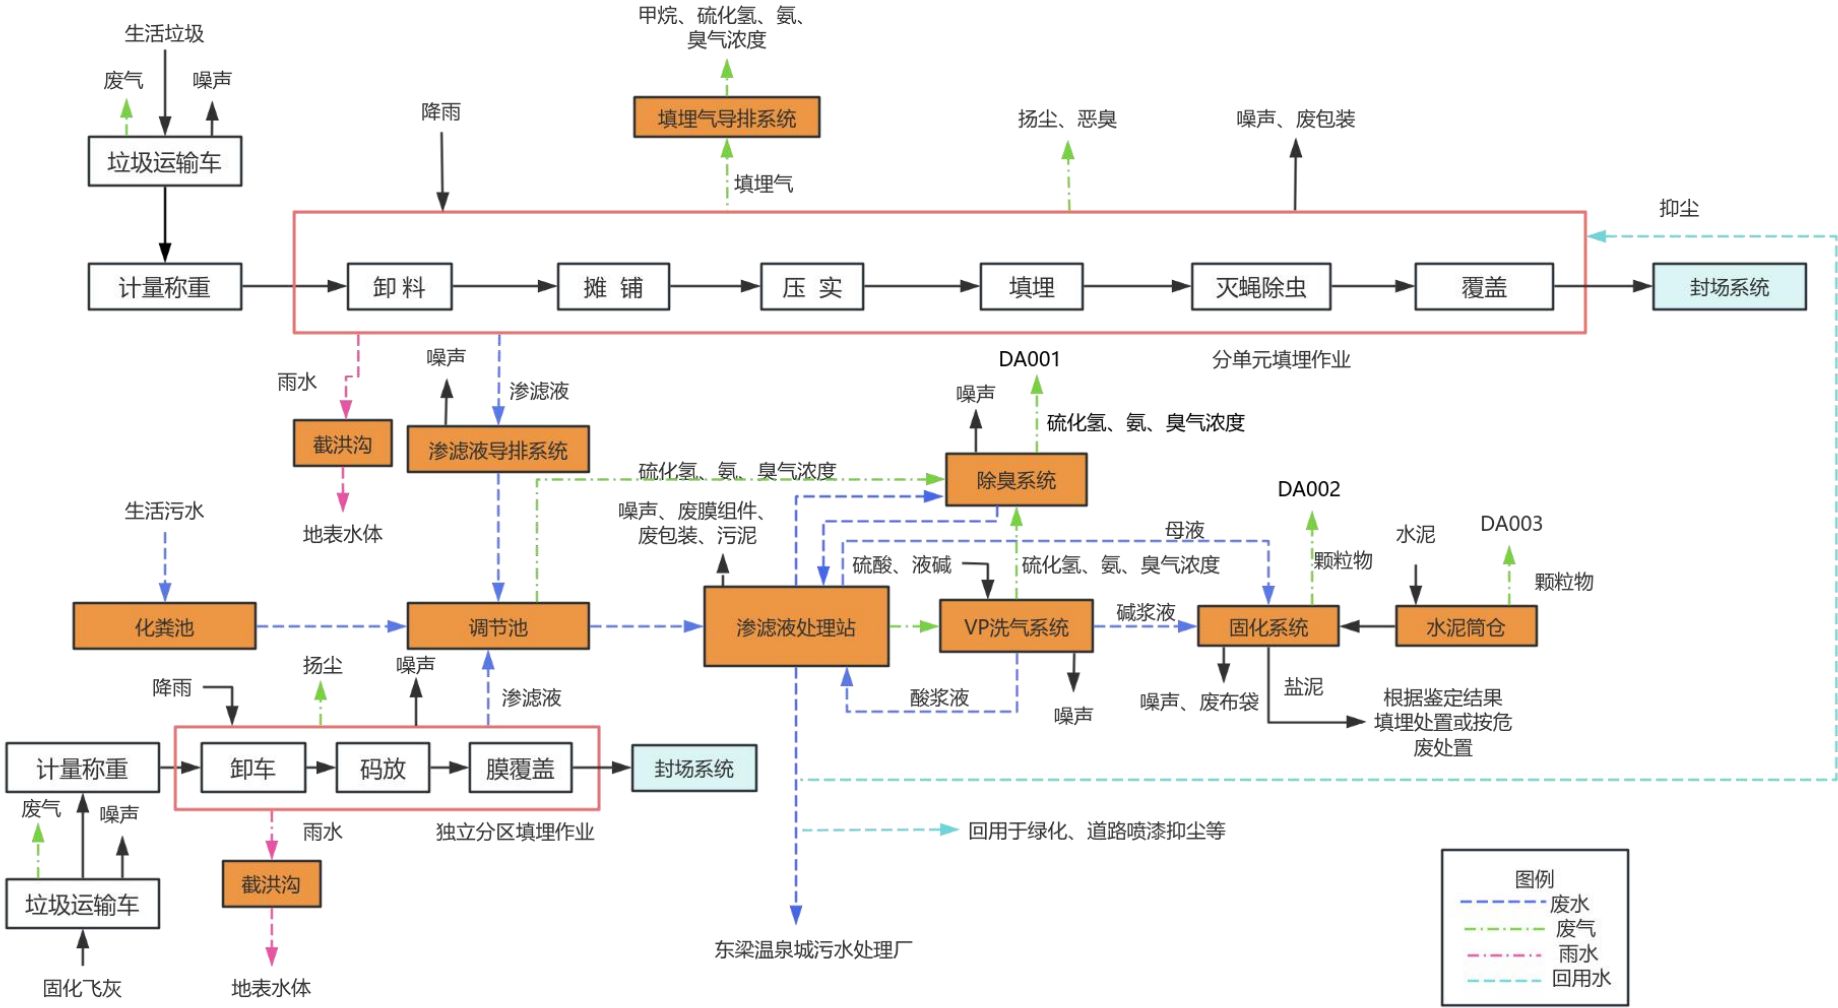 生活垃圾
废气
噪声
垃圾运输车
计量称重
降雨
甲烷、硫化氢、氨、
臭气浓度
填埋气导排系统
填埋气
扬尘、恶臭
噪声、废包装
抑尘
卸 料
摊 铺
压 实
填埋
灭蝇除虫
覆盖
封场系统
分单元填埋作业
雨水
截洪沟
地表水体
噪声
渗滤液
渗滤液导排系统
DA001
噪声
硫化氢、氨、臭气浓度
硫化氢、氨、臭气浓度
除臭系统
生活污水
化粪池
调节池
噪声、废膜组件、
废包装、污泥
渗滤液处理站
硫酸、液碱
硫化氢、氨、臭气浓度
母液
VP洗气系统
碱浆液
酸浆液
噪声
DA002
颗粒物
固化系统
水泥
DA003
颗粒物
水泥筒仓
噪声、废布袋
盐泥
根据鉴定结果
填埋处置或按危
废处置
降雨
扬尘
噪声
渗滤液
计量称重
卸车
码放
膜覆盖
封场系统
独立分区填埋作业
废气
噪声
垃圾运输车
固化飞灰
雨水
截洪沟
地表水体
回用于绿化、道路喷漆抑尘等
东梁温泉城污水处理厂
图例
废水
废气
雨水
回用水